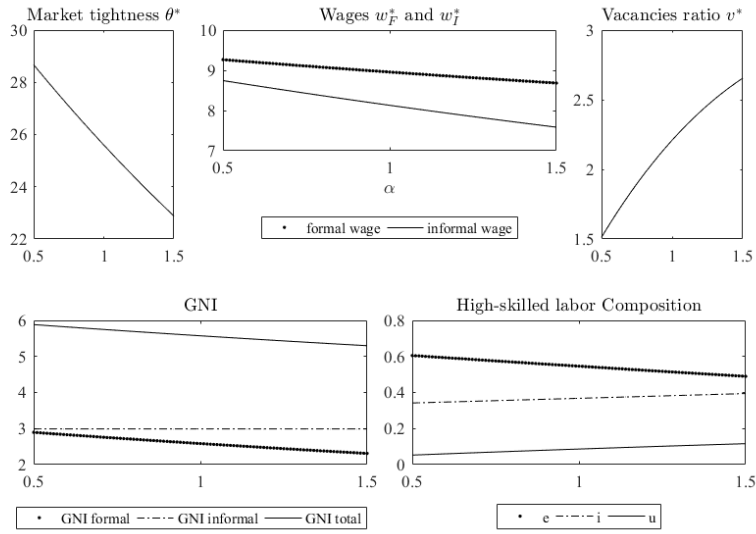 Market tightness θ*
30
28
26
24
22
0.5 1 1.5
Wages w*F and w*I
10
9
8
7
0.5 1 1.5
α
formal wage informal wage
Vacancies ratio v*
3
2.5
2
1.5
0.5 1 1.5
GNI
6
5
4
3
2
0.5 1 1.5
GNI formal GNI informal GNI total
High-skilled labor Composition
0.8
0.6
0.4
0.2
0
0.5 1 1.5
e i u